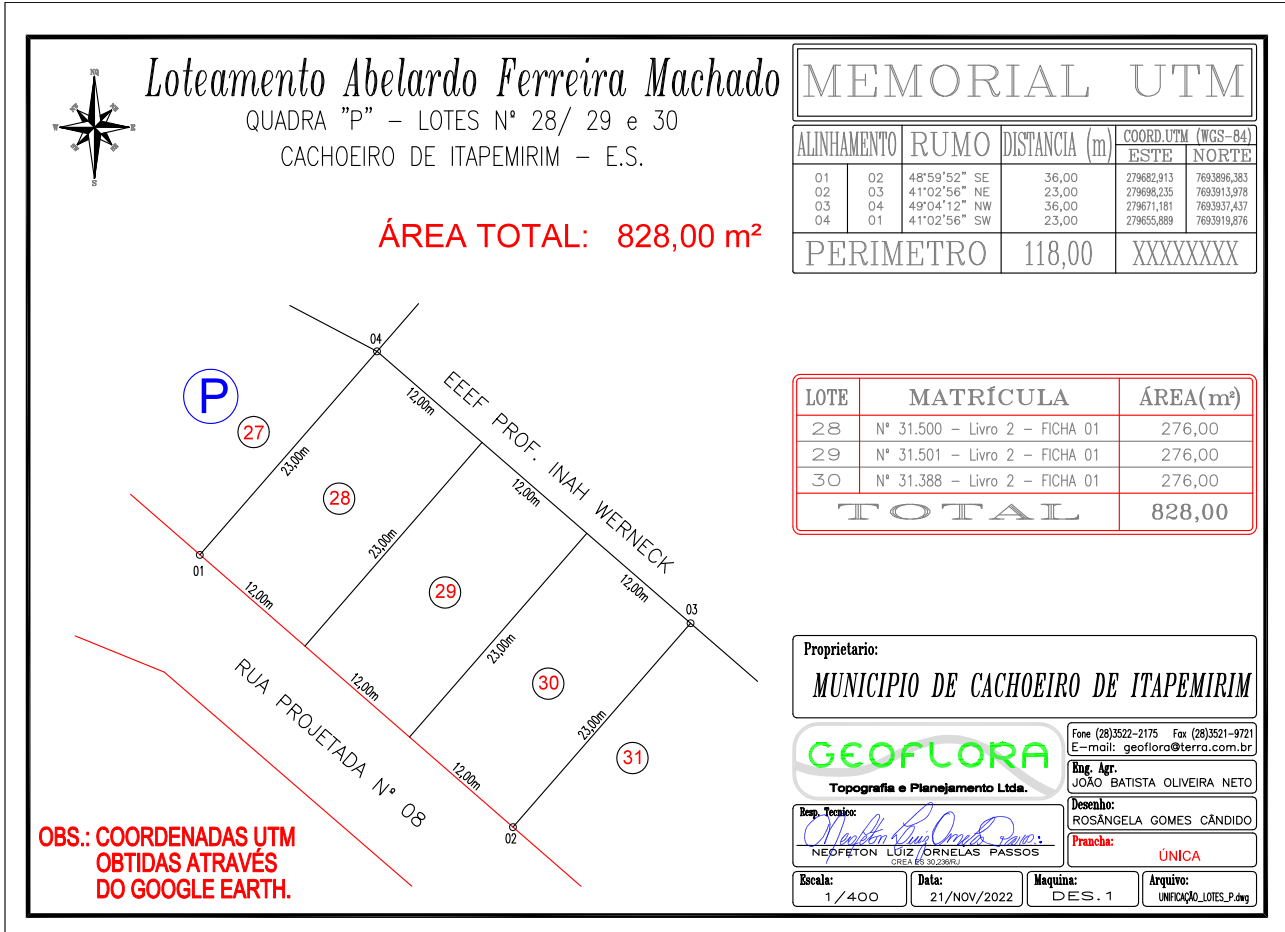 NQ
W
E
S
Loteamento Abelardo Ferreira Machado
QUADRA "P" – LOTES Nº 28/ 29 e 30
CACHOEIRO DE ITAPEMIRIM – E.S.
ÁREA TOTAL: 828,00 m²
MEMORIAL UTM
ALINHAMENTO RUMO DISTANCIA (m) COORD.UTM (WGS-84)
ESTE NORTE
01 02 48°59'52" SE 36,00 279682,913 7693896,383
02 03 41°02'56" NE 23,00 279698,235 7693913,978
03 04 49°04'12" NW 36,00 279671,181 7693937,437
04 01 41°02'56" SW 23,00 279655,889 7693919,876
PERIMETRO 118,00 XXXXXXXX
04
P
27
23,00m
12,00m
EEEF PROF. INAH WERNECK
28
23,00m
12,00m
01
12,00m
29
23,00m
12,00m
03
12,00m
30
23,00m
31
12,00m
02
RUA PROJETADA Nº 08
OBS.: COORDENADAS UTM
OBTIDAS ATRAVÉS
DO GOOGLE EARTH.
LOTE MATRÍCULA ÁREA(m²)
28 Nº 31.500 – Livro 2 – FICHA 01 276,00
29 Nº 31.501 – Livro 2 – FICHA 01 276,00
30 Nº 31.388 – Livro 2 – FICHA 01 276,00
TOTAL 828,00
Proprietario:
MUNICIPIO DE CACHOEIRO DE ITAPEMIRIM
GEOFLORA
Topografia e Planejamento Ltda.
Fone (28)3522-2175 Fax (28)3521-9721
E-mail: geoflora@terra.com.br
Eng. Agr.
JOÃO BATISTA OLIVEIRA NETO
Resp. Tecnico:
NEOFETON LUIZ ORNELAS PASSOS
CREA ES 30.236/RJ
Desenho:
ROSÂNGELA GOMES CÂNDIDO
Prancha:
ÚNICA
Escala:
1/400
Data:
21/NOV/2022
Maquina:
DES.1
Arquivo:
UNIFICAÇÃO_LOTES_P.dwg